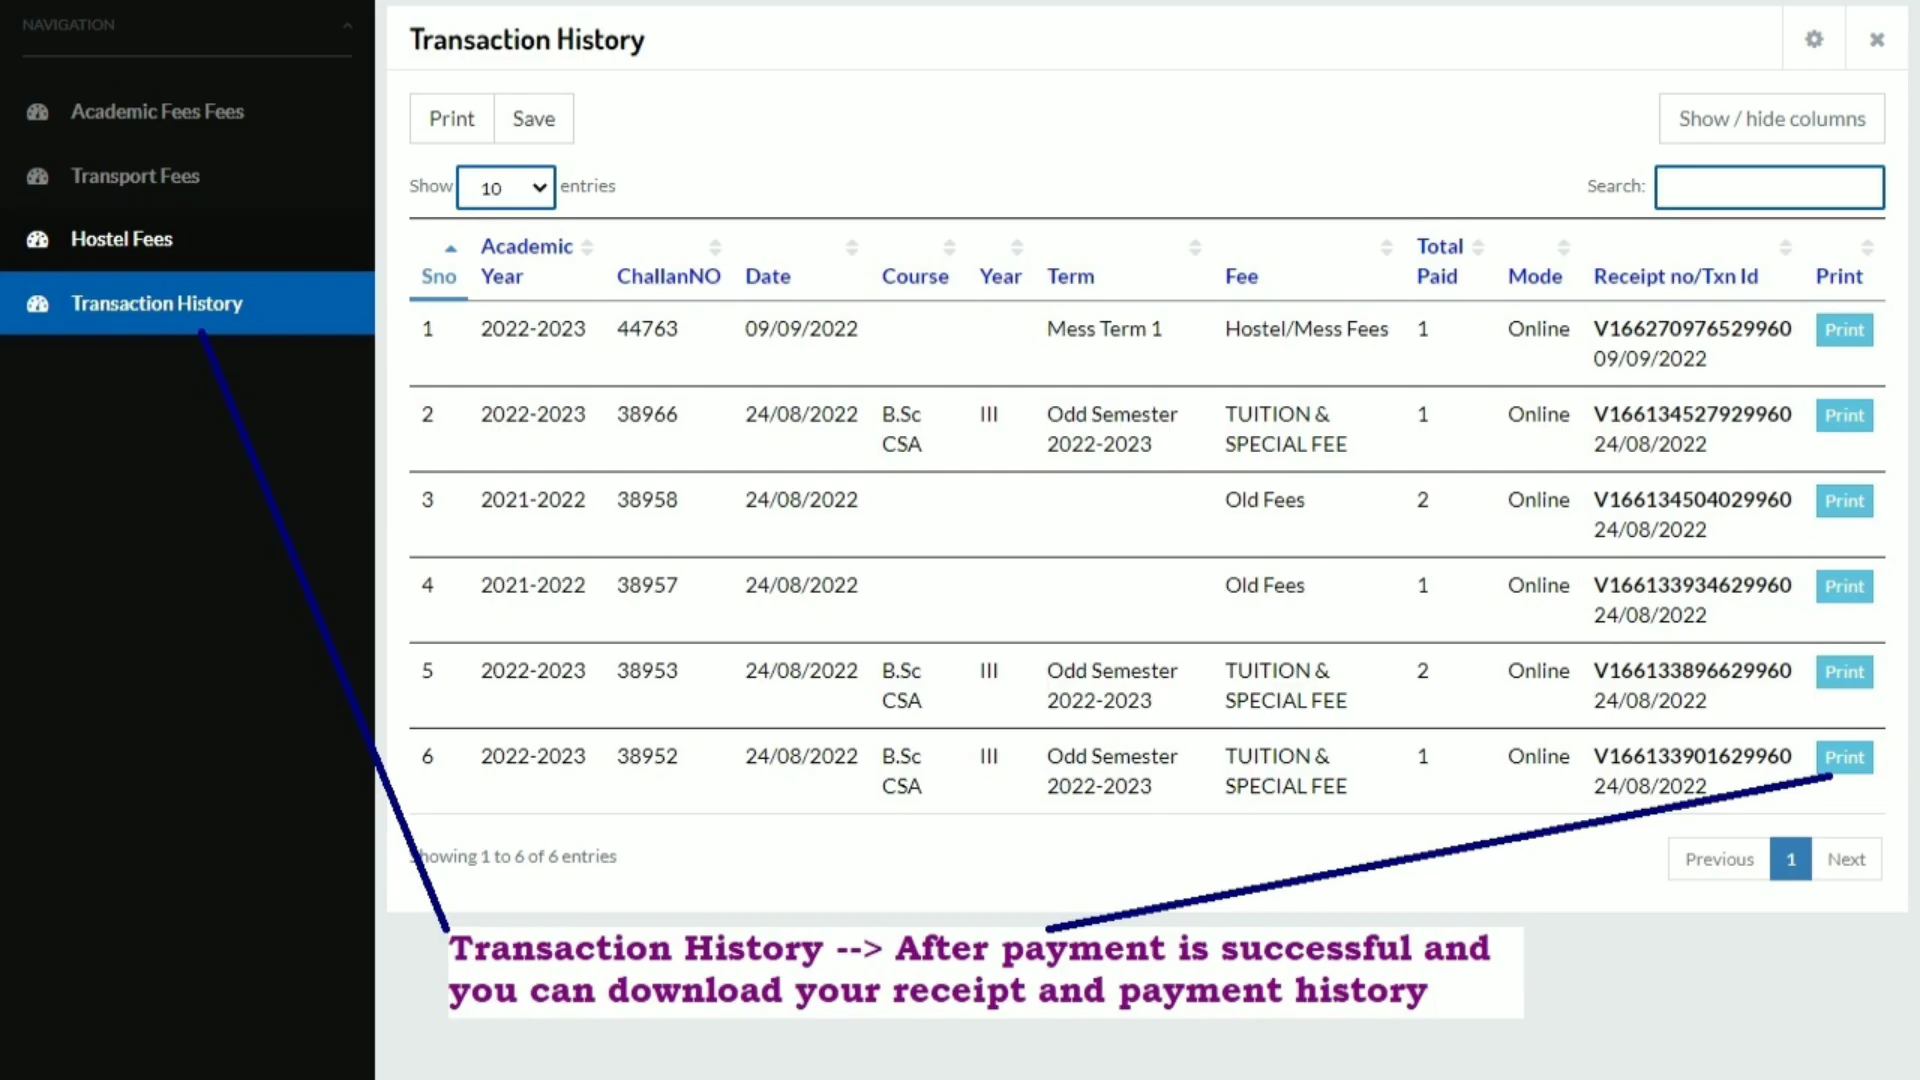 NAVIGATION
Academic Fees Fees
Transport Fees
Hostel Fees
Transaction History
Transaction History
Print Save Show / hide columns
Show 10 entries Search:
Sno Academic Year ChallanNO Date Course Year Term Fee Total Paid Mode Receipt no/Txn Id Print
1 2022-2023 44763 09/09/2022 Mess Term 1 Hostel/Mess Fees 1 Online V166270976529960 Print
09/09/2022
2 2022-2023 38966 24/08/2022 B.Sc III Odd Semester TUITION & 1 Online V166134527929960 Print
CSA 2022-2023 SPECIAL FEE 24/08/2022
3 2021-2022 38958 24/08/2022 Old Fees 2 Online V166134504029960 Print
24/08/2022
4 2021-2022 38957 24/08/2022 Old Fees 1 Online V166133934629960 Print
24/08/2022
5 2022-2023 38953 24/08/2022 B.Sc III Odd Semester TUITION & 2 Online V166133896629960 Print
CSA 2022-2023 SPECIAL FEE 24/08/2022
6 2022-2023 38952 24/08/2022 B.Sc III Odd Semester TUITION & 1 Online V166133901629960 Print
CSA 2022-2023 SPECIAL FEE 24/08/2022
Showing 1 to 6 of 6 entries Previous 1 Next
Transaction History --> After payment is successful and
you can download your receipt and payment history